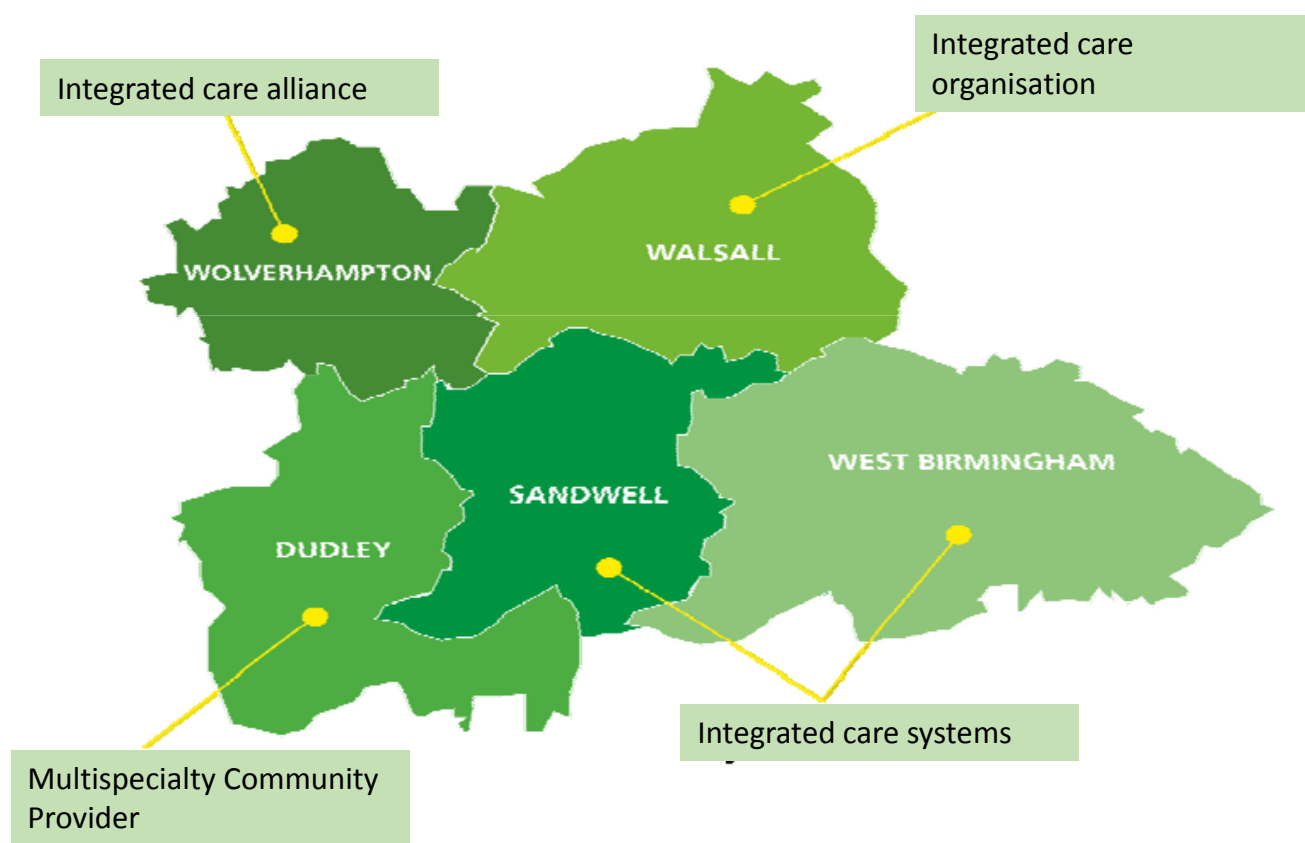 Integrated care
organisation
Integrated care alliance
WALSALL
WOLVERHAMPTON
WEST BIRMINGHAM
SANDWELL
DUDLEY
Integrated care systems
Multispecialty Community
Provider